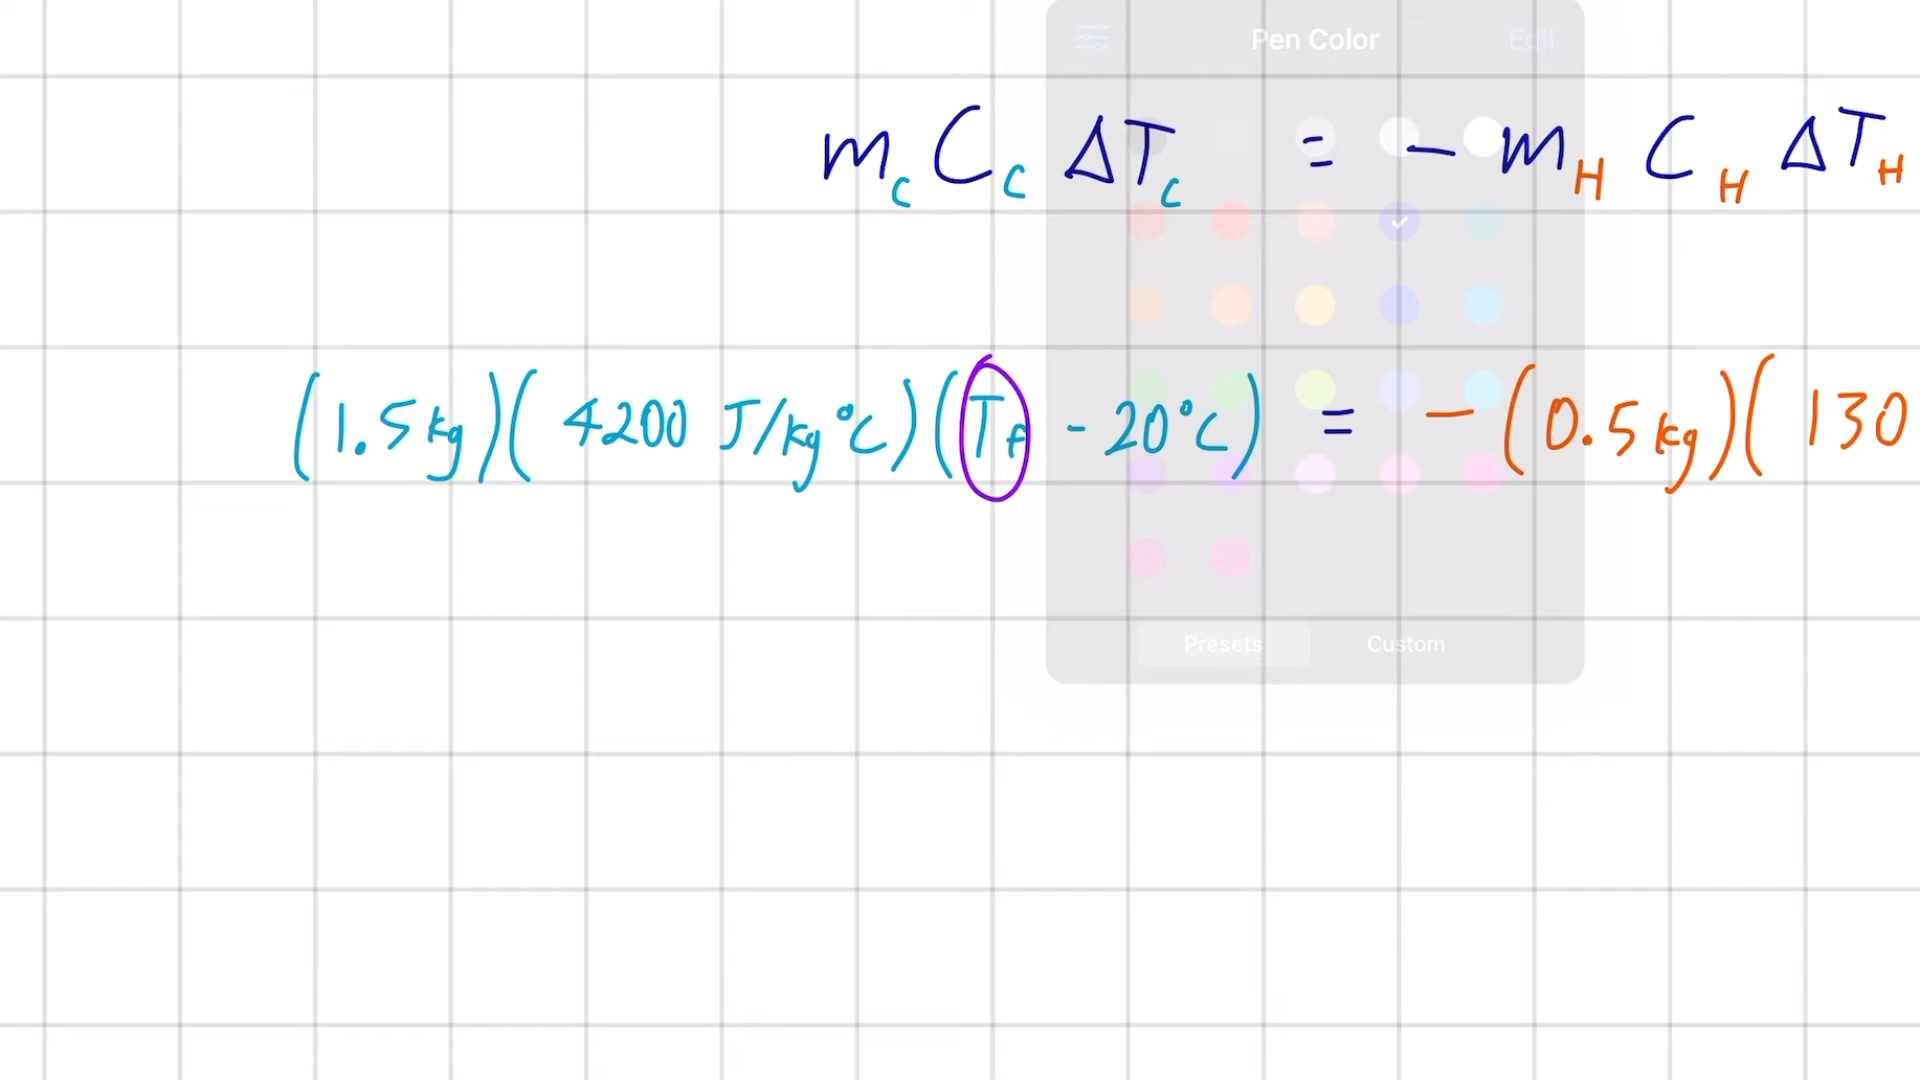 Pen Color Edit
m_C C_C ΔT_C = - m_H C_H ΔT_H
(1.5 kg)(4200 J/kg°C)(T_f - 20°C) = - (0.5 kg)(130
Presets Custom